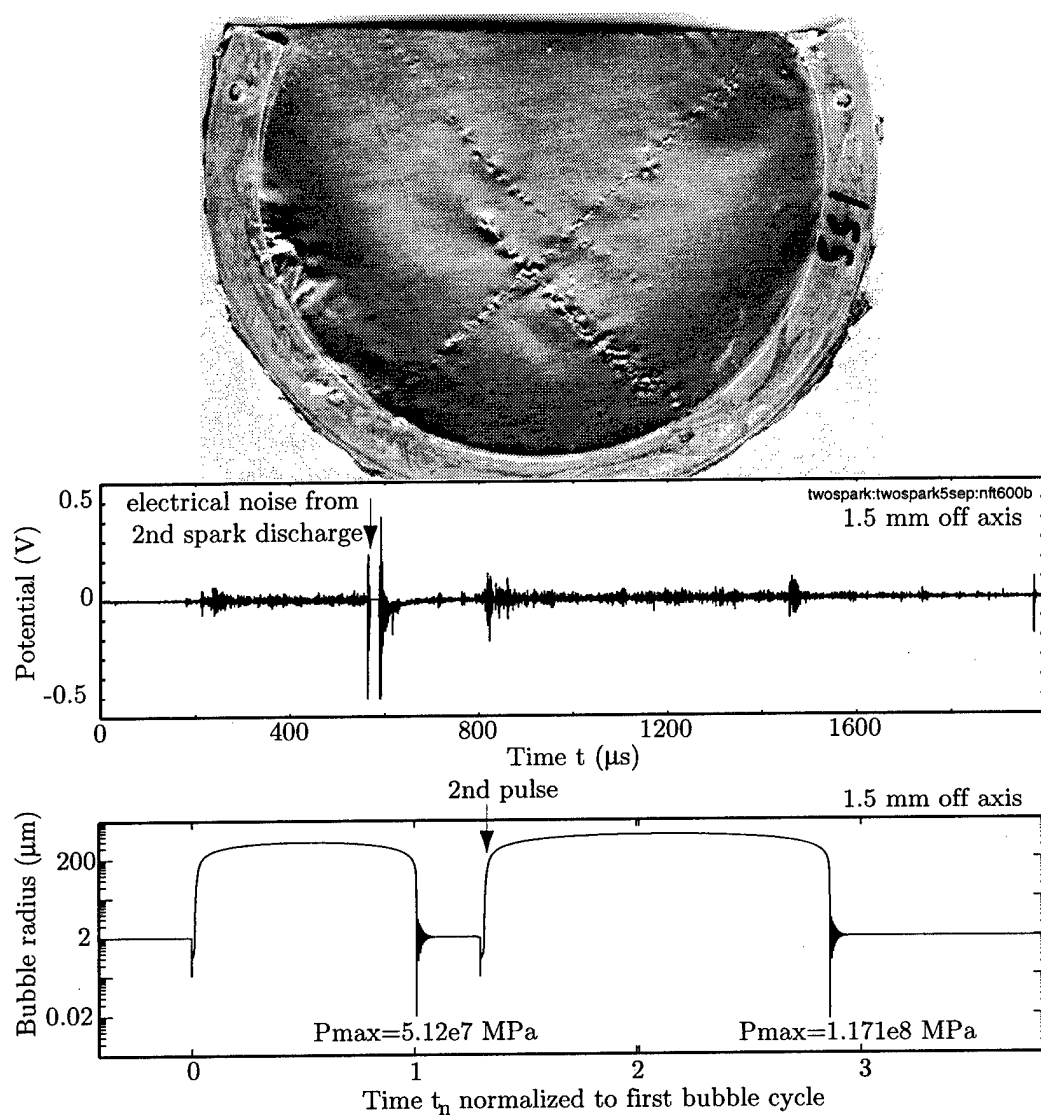 551
0.5
electrical noise from
2nd spark discharge
twospark:twospark5sep:nft600b
1.5 mm off axis
Potential (V)
0
-0.5
0 400 800 1200 1600
Time t (μs)
2nd pulse
1.5 mm off axis
Bubble radius (μm)
200
2
0.02
Pmax=5.12e7 MPa Pmax=1.171e8 MPa
0 1 2 3
Time tn normalized to first bubble cycle